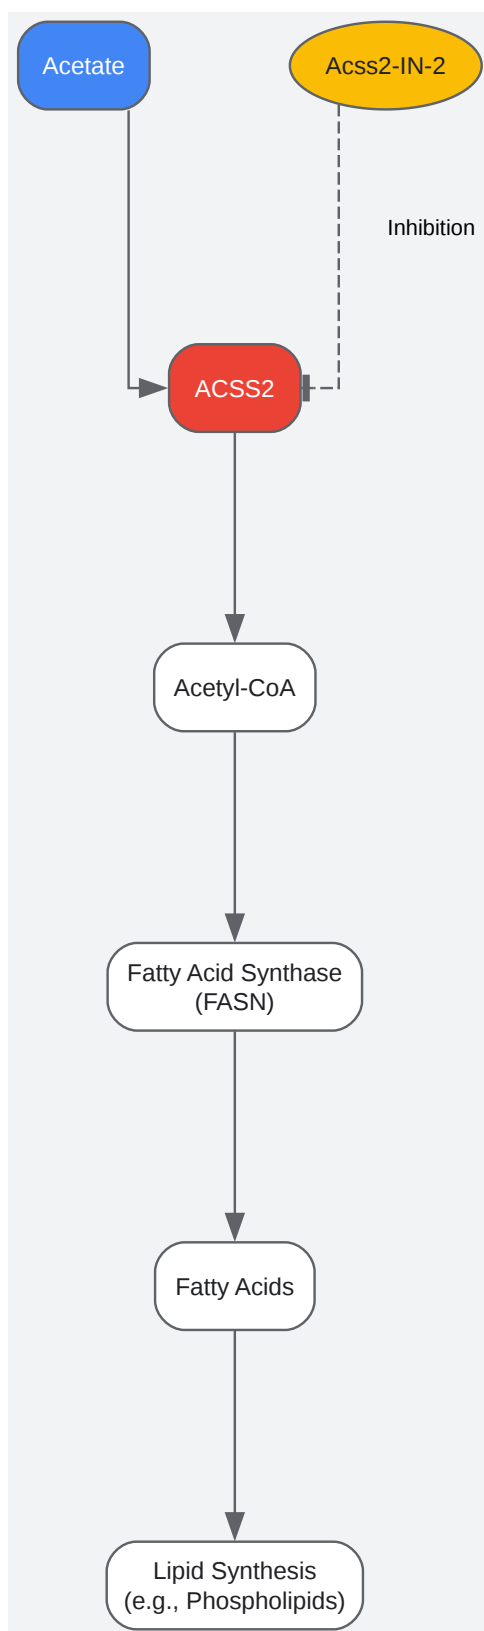 Acetate
Acss2-IN-2
Inhibition
ACSS2
Acetyl-CoA
Fatty Acid Synthase
(FASN)
Fatty Acids
Lipid Synthesis
(e.g., Phospholipids)